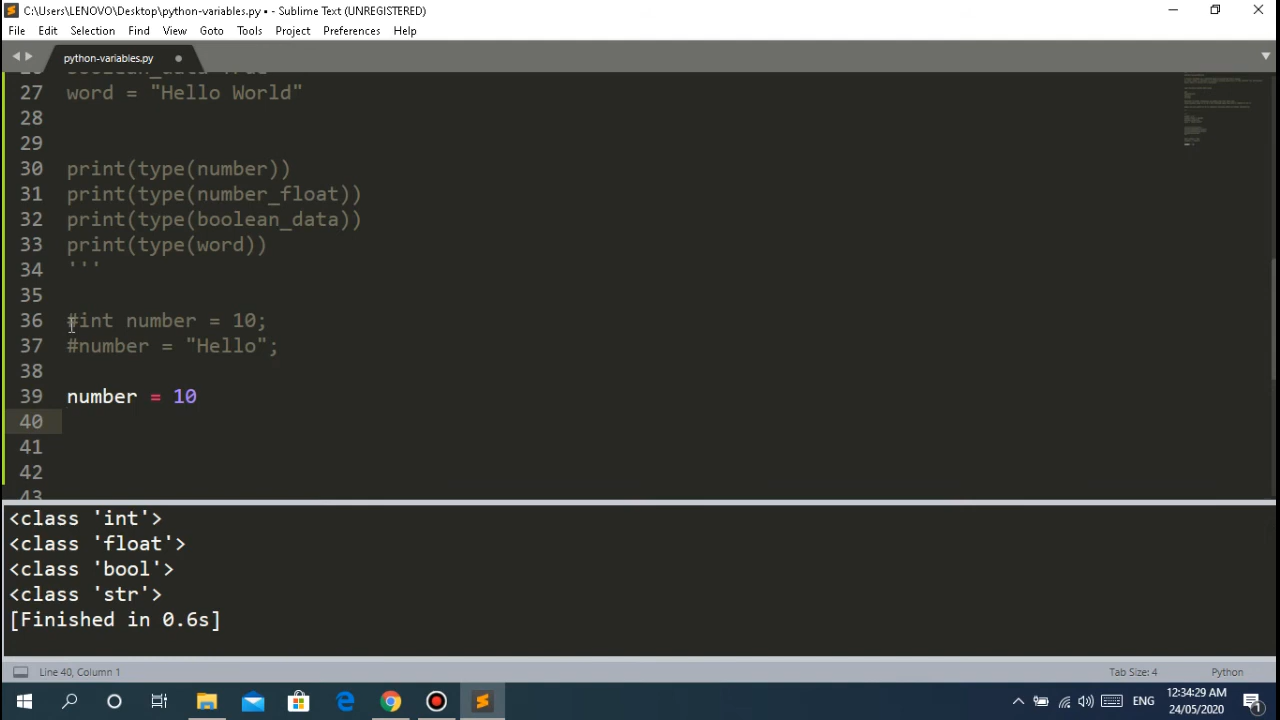 C:\Users\LENOVO\Desktop\python-variables.py • - Sublime Text (UNREGISTERED)
File Edit Selection Find View Goto Tools Project Preferences Help
python-variables.py
27 word = "Hello World"
28
29
30 print(type(number))
31 print(type(number_float))
32 print(type(boolean_data))
33 print(type(word))
34 '''
35
36 #int number = 10;
37 #number = "Hello";
38
39 number = 10
40
41
42
43
<class 'int'>
<class 'float'>
<class 'bool'>
<class 'str'>
[Finished in 0.6s]
Line 40, Column 1 Tab Size: 4 Python
ENG 12:34:29 AM
24/05/2020 1